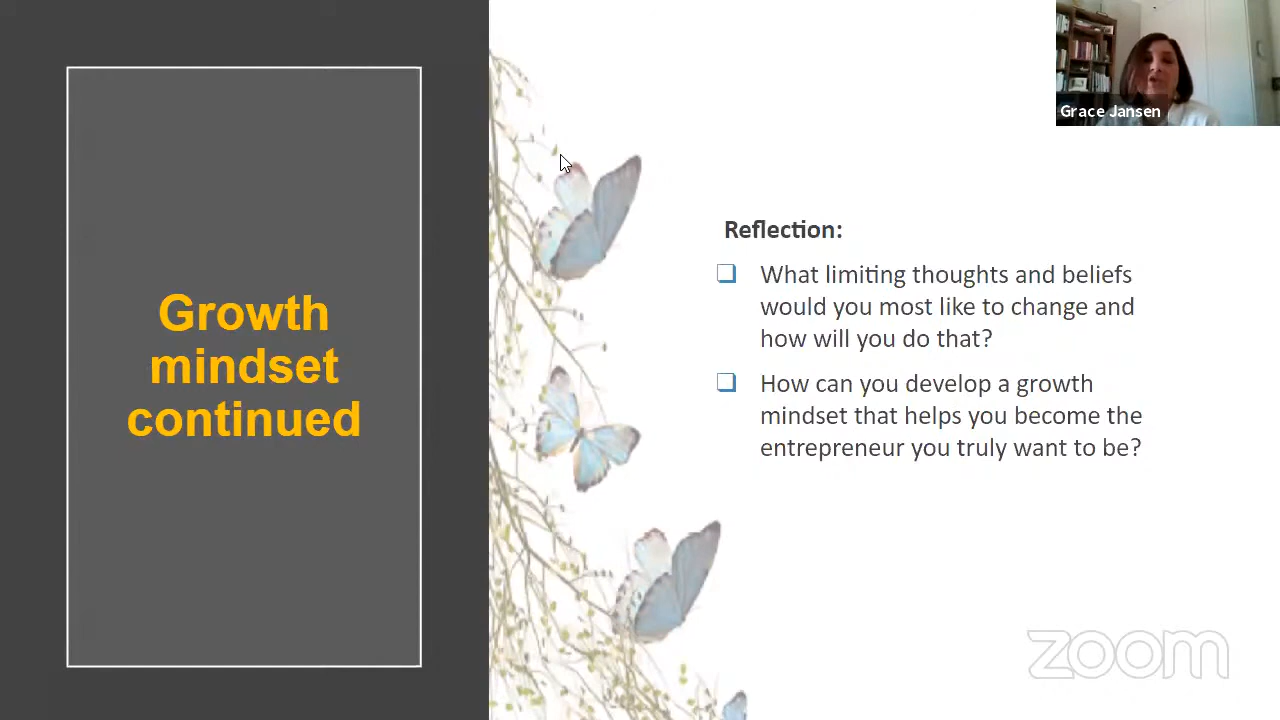 Growth
mindset
continued
Grace Jansen
Reflection:
What limiting thoughts and beliefs
would you most like to change and
how will you do that?
How can you develop a growth
mindset that helps you become the
entrepreneur you truly want to be?
zoom